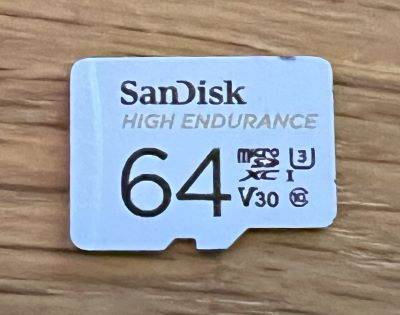 SanDisk
HIGH ENDURANCE
64 micro SD XC I 3
V30 10